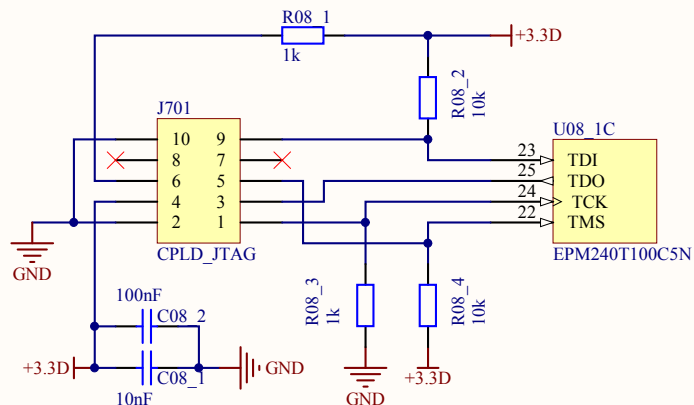 R08_1
1k
+3.3D
R08_2
10k
J701
10
9
8
7
6
5
4
3
2
1
CPLD_JTAG
U08_1C
23
TDI
25
TDO
24
TCK
22
TMS
EPM240T100C5N
GND
R08_3
1k
R08_4
10k
100nF
C08_2
+3.3D
C08_1
10nF
GND
GND
+3.3D